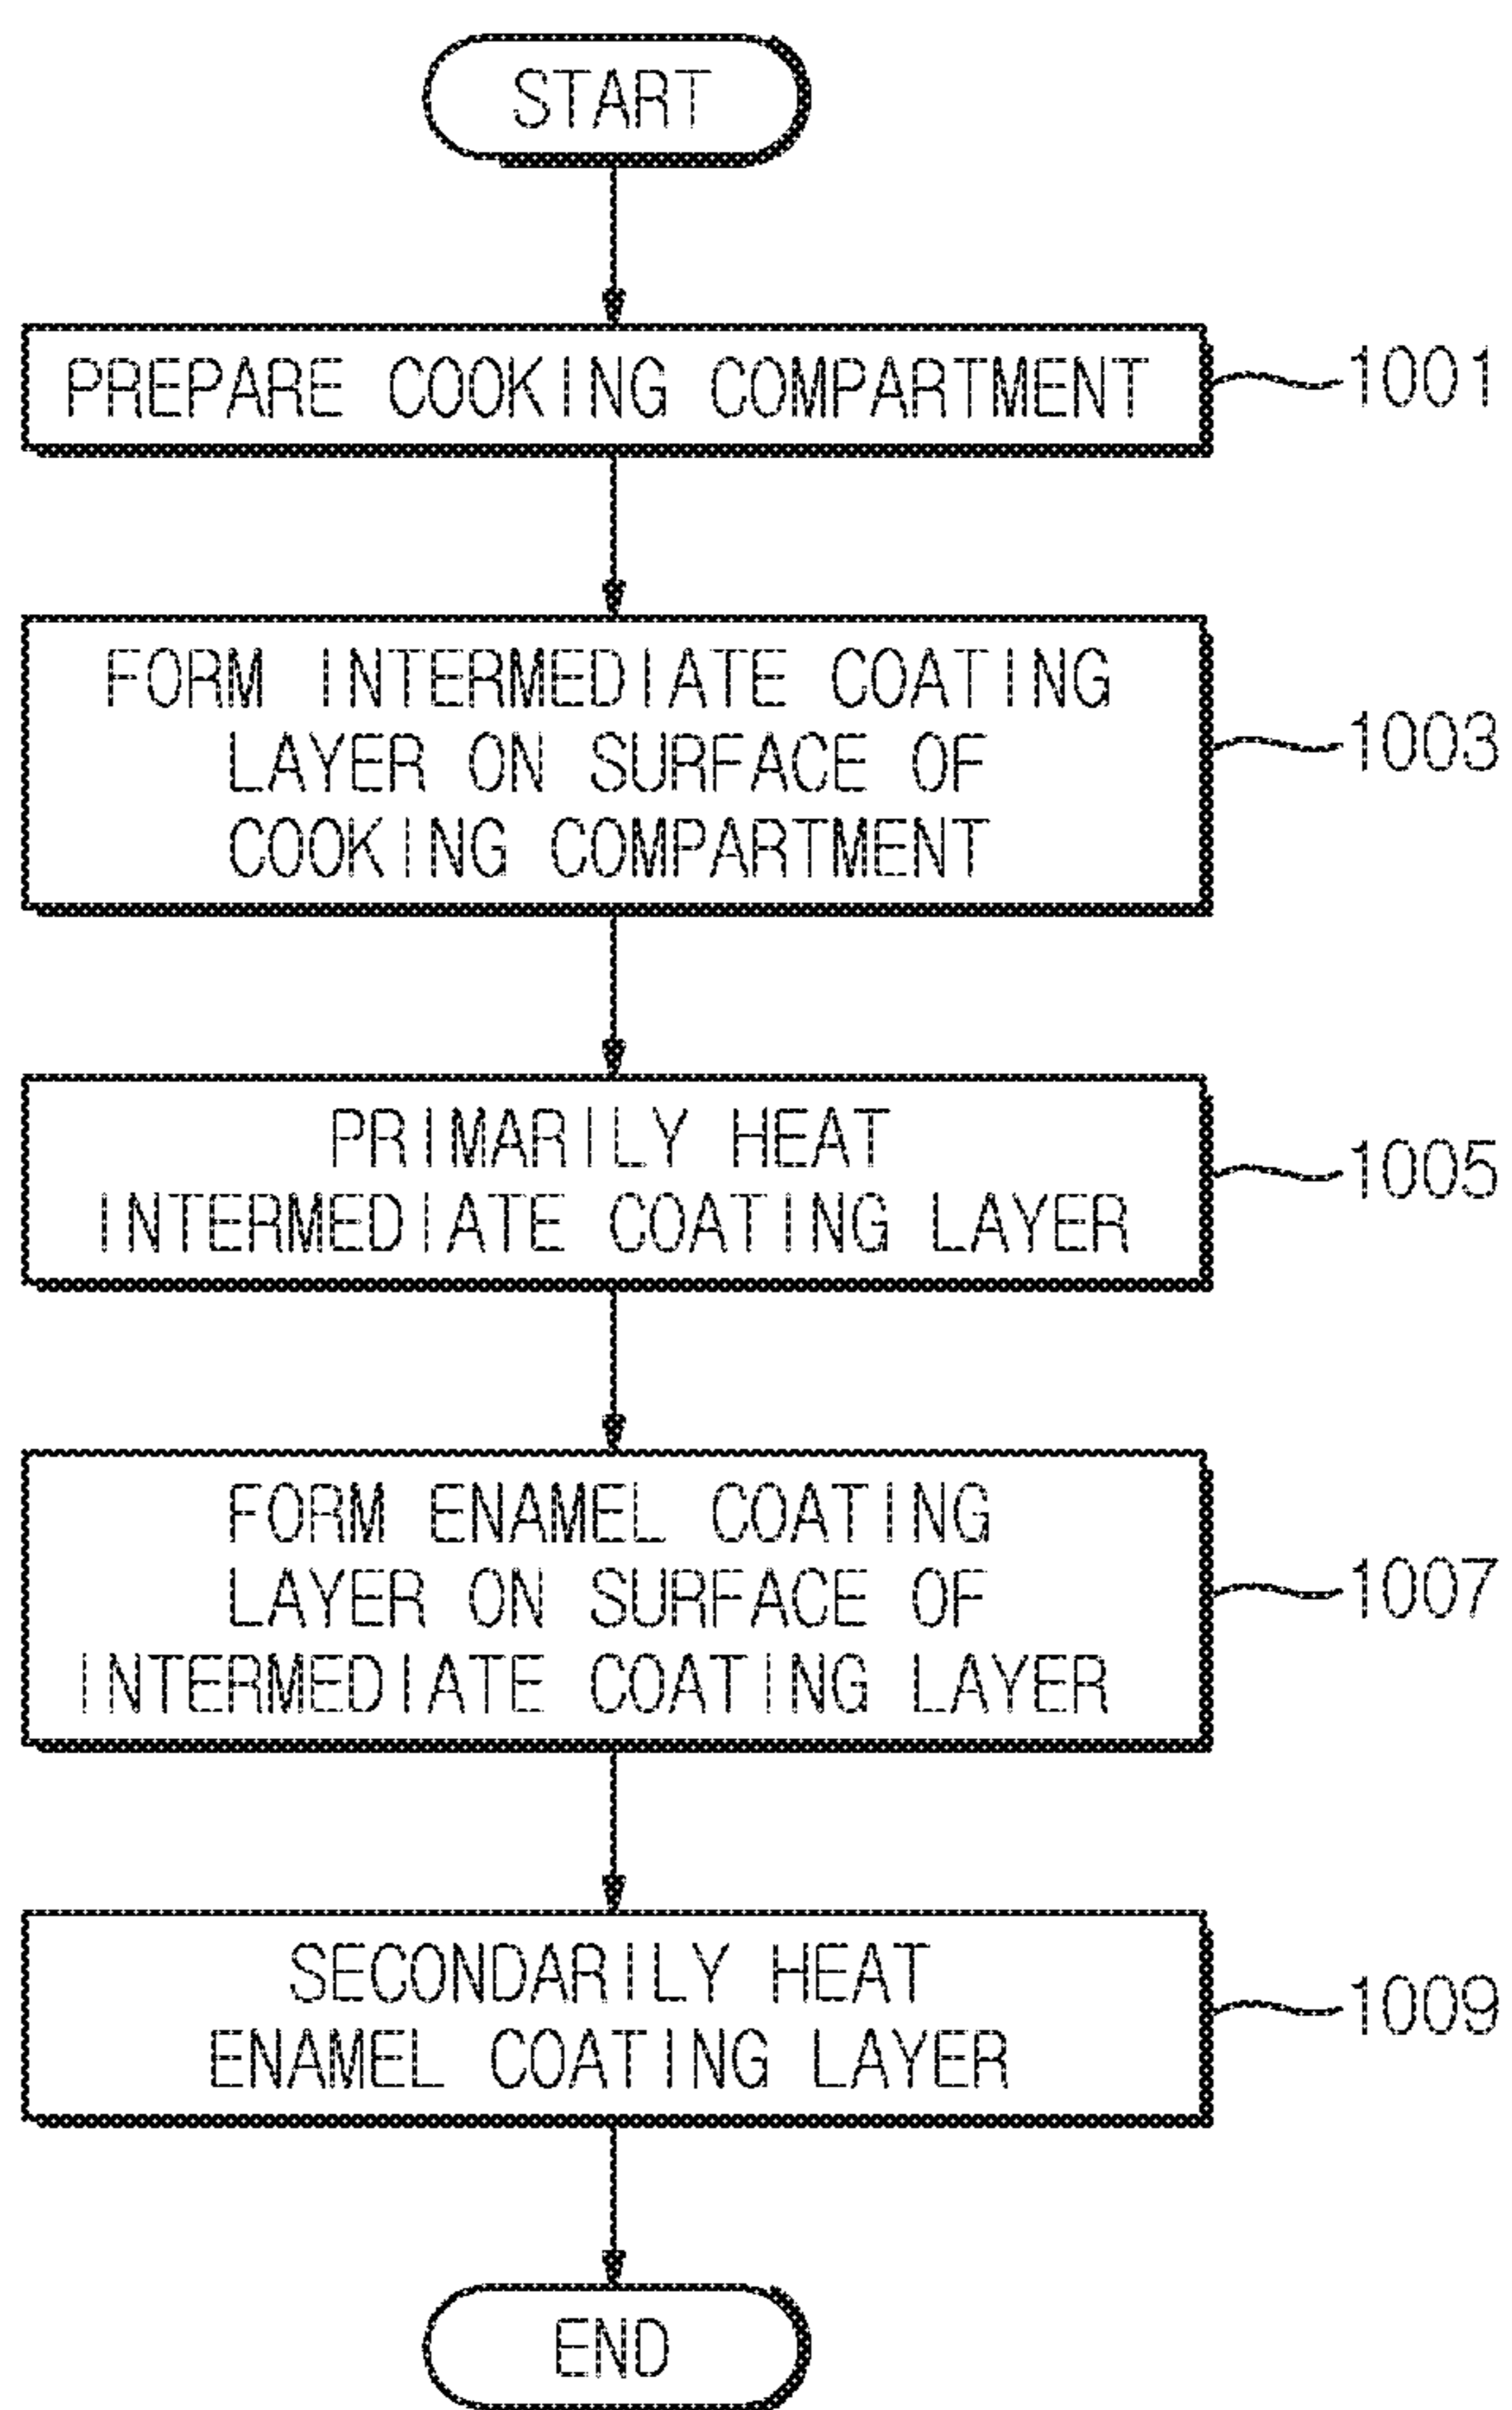 START
PREPARE COOKING COMPARTMENT
1001
FORM INTERMEDIATE COATING
LAYER ON SURFACE OF
COOKING COMPARTMENT
1003
PRIMARILY HEAT
INTERMEDIATE COATING LAYER
1005
FORM ENAMEL COATING
LAYER ON SURFACE OF
INTERMEDIATE COATING LAYER
1007
SECONDARILY HEAT
ENAMEL COATING LAYER
1009
END